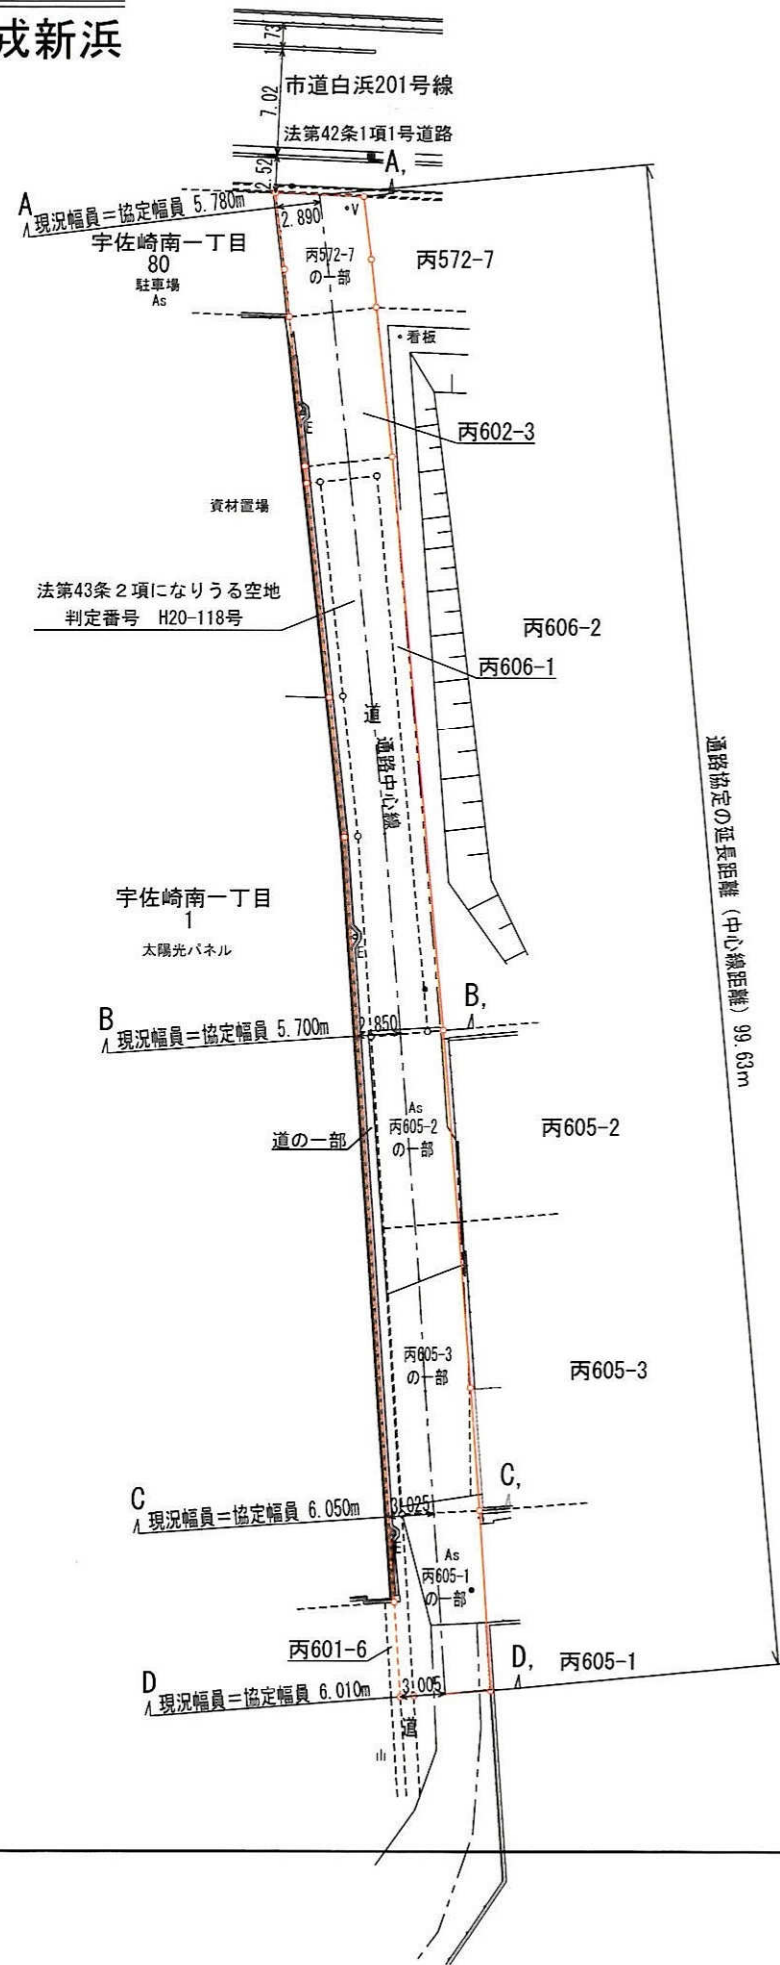 戎新浜
1.73
市道白浜201号線
7.02
法第42条1項1号道路
2.52
A,
A
現況幅員=協定幅員 5.780m
2.890
・V
宇佐崎南一丁目
80
駐車場
As
丙572-7
の一部
丙572-7
・看板
E
丙602-3
資材置場
法第43条2項になりうる空地
判定番号 H20-118号
丙606-2
丙606-1
道
通路中心線
通路協定の延長距離(中心線距離)99.63m
宇佐崎南一丁目
1
太陽光パネル
E
B
現況幅員=協定幅員 5.700m
2.850
B,
As
丙605-2
の一部
丙605-2
道の一部
丙605-3
の一部
丙605-3
C
現況幅員=協定幅員 6.050m
3.025
C,
E
As
丙605-1
の一部
丙601-6
D
現況幅員=協定幅員 6.010m
3.005
D,
丙605-1
道